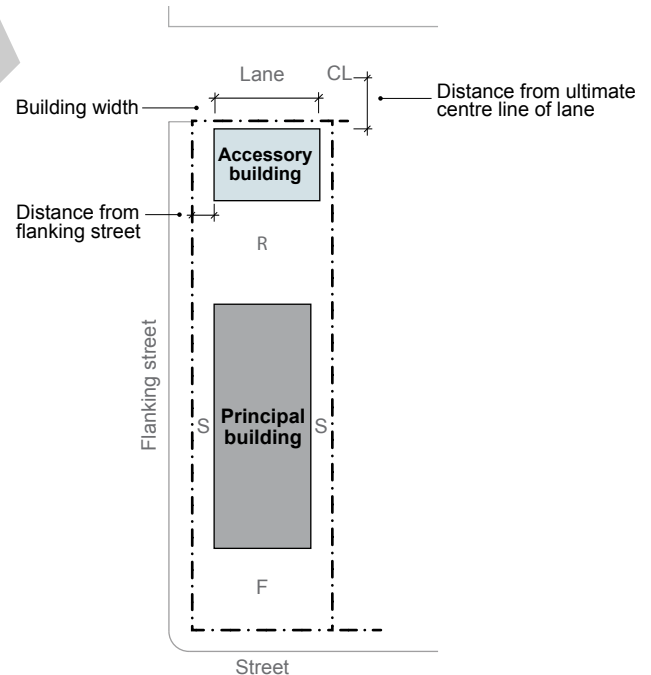 Lane
CL
Distance from ultimate
centre line of lane
Building width
Accessory
building
Distance from
flanking street
R
Flanking street
S
Principal
building
S
F
Street